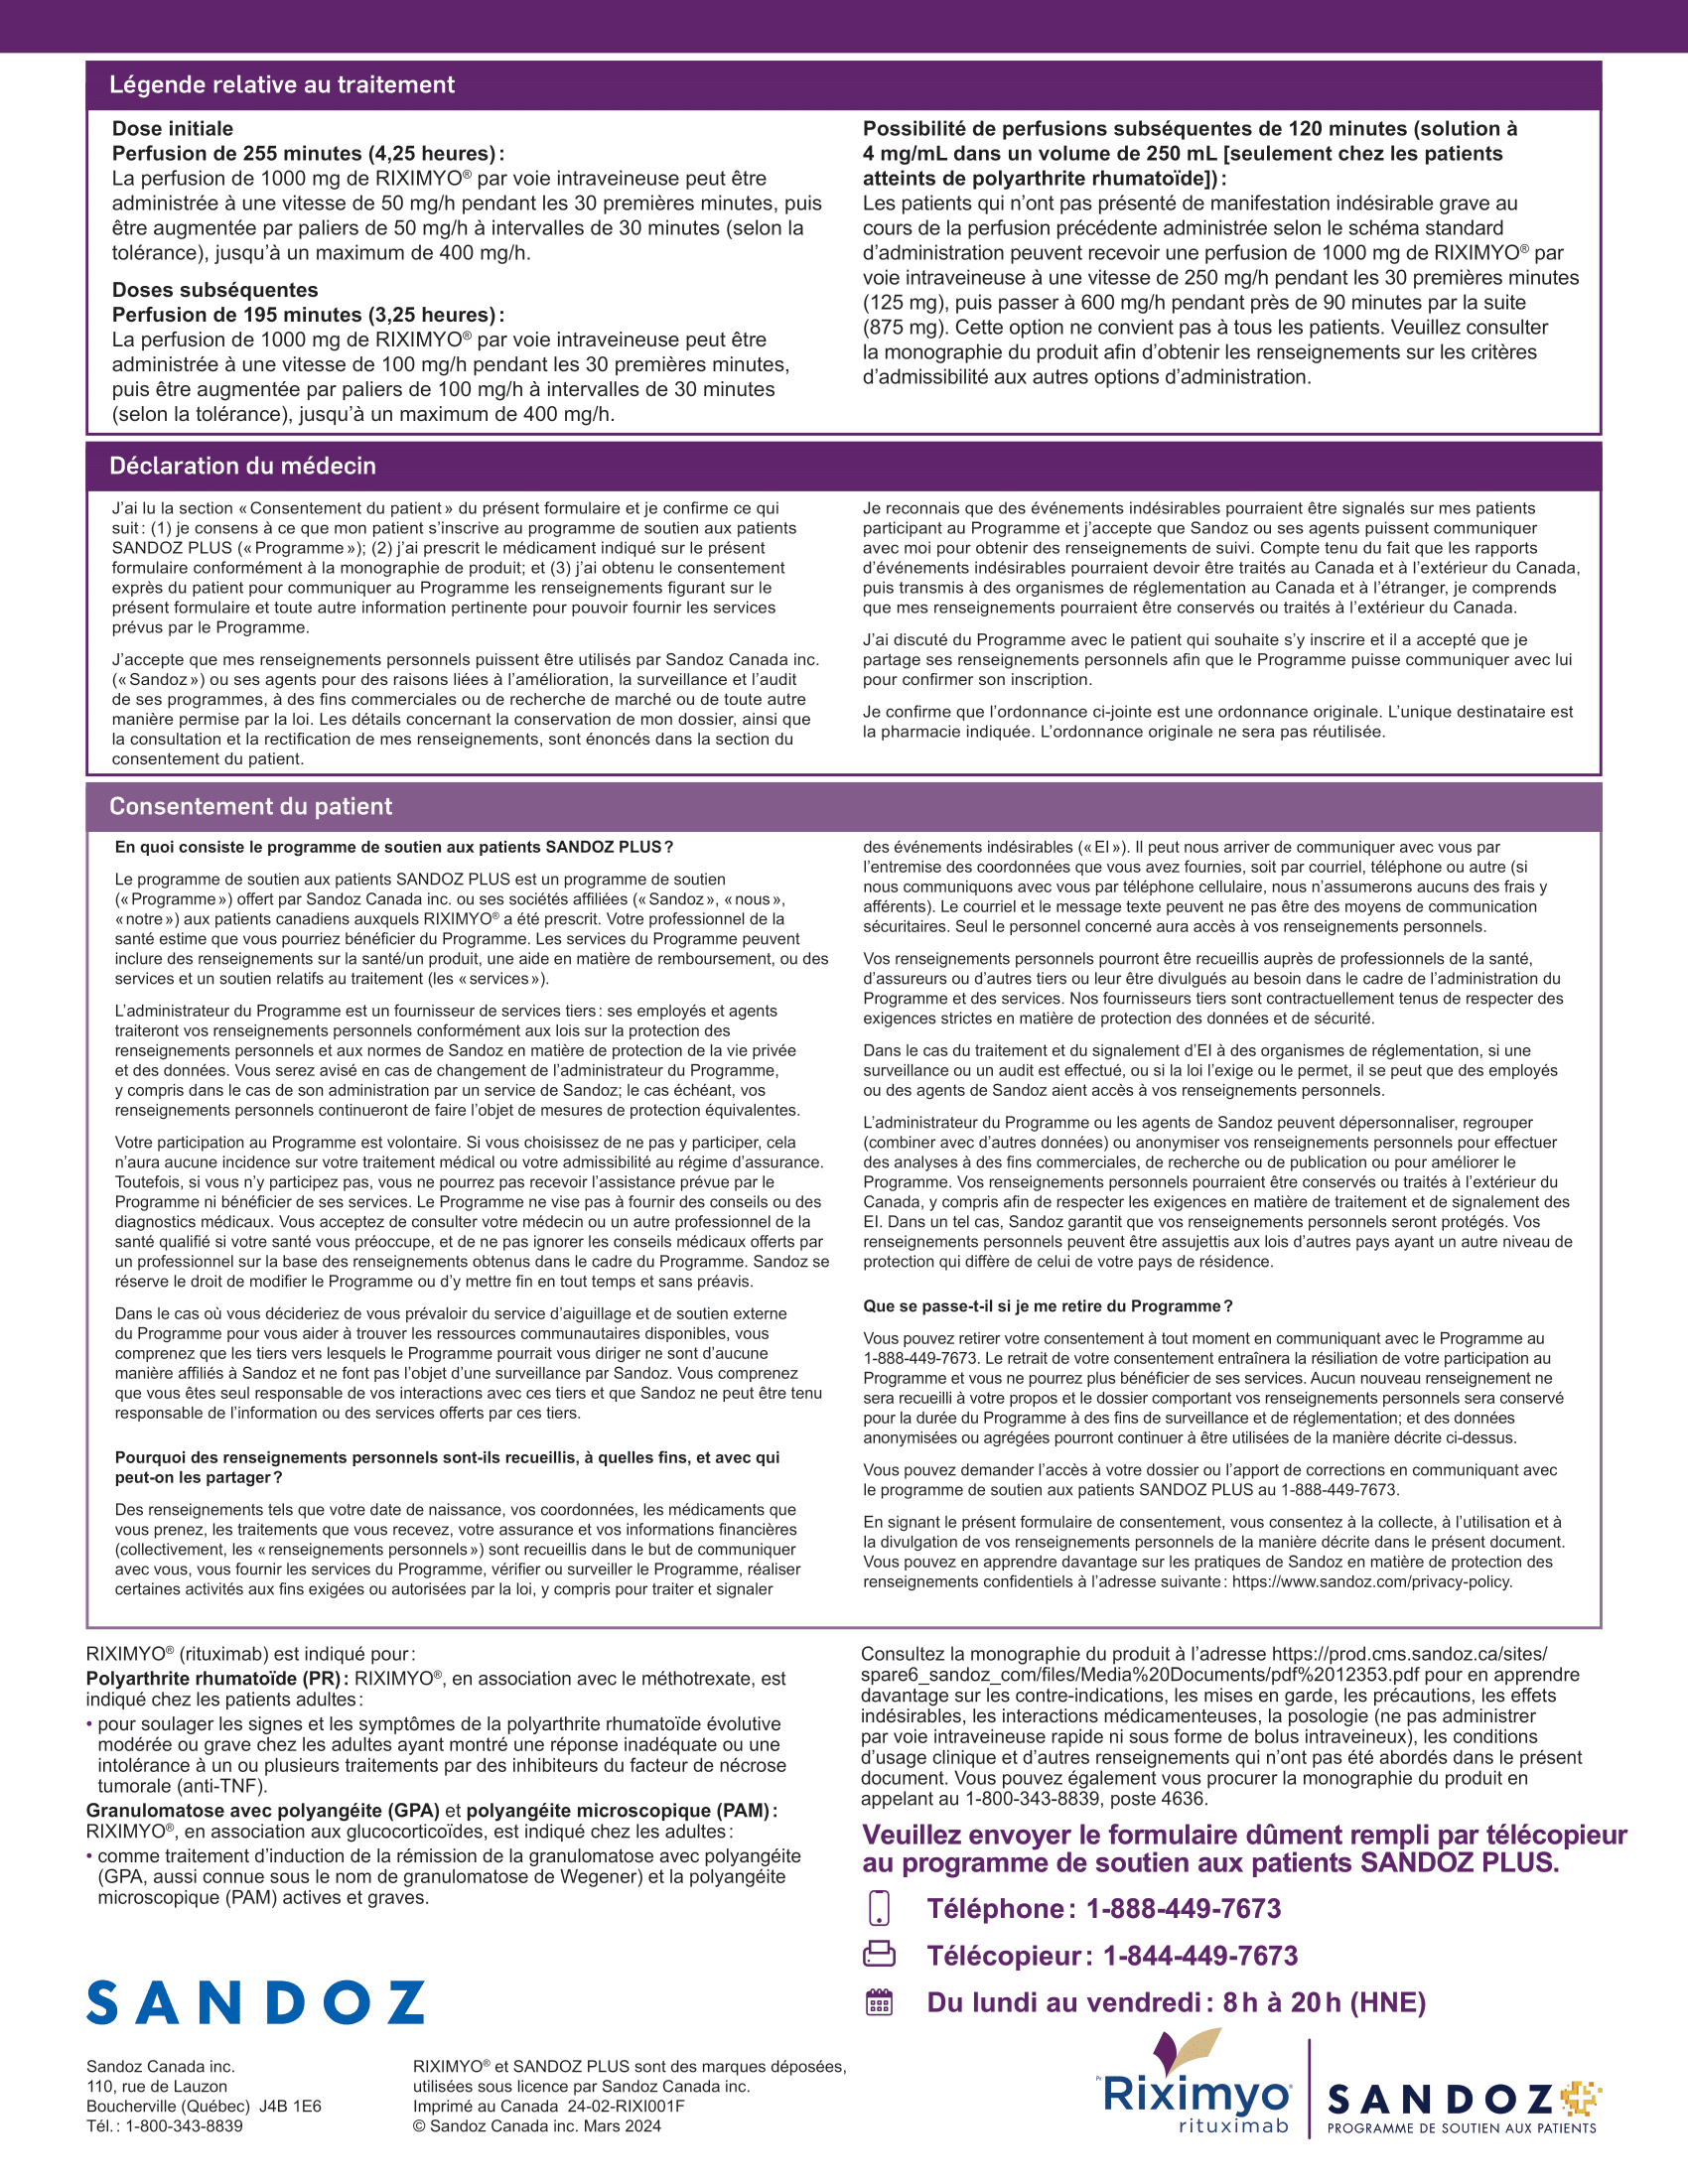 Légende relative au traitement
Dose initiale
Perfusion de 255 minutes (4,25 heures) :
La perfusion de 1000 mg de RIXIMYO® par voie intraveineuse peut être
administrée à une vitesse de 50 mg/h pendant les 30 premières minutes, puis
être augmentée par paliers de 50 mg/h à intervalles de 30 minutes (selon la
tolérance), jusqu’à un maximum de 400 mg/h.
Doses subséquentes
Perfusion de 195 minutes (3,25 heures) :
La perfusion de 1000 mg de RIXIMYO® par voie intraveineuse peut être
administrée à une vitesse de 100 mg/h pendant les 30 premières minutes,
puis être augmentée par paliers de 100 mg/h à intervalles de 30 minutes
(selon la tolérance), jusqu’à un maximum de 400 mg/h.
Possibilité de perfusions subséquentes de 120 minutes (solution à
4 mg/mL dans un volume de 250 mL [seulement chez les patients
atteints de polyarthrite rhumatoïde]) :
Les patients qui n’ont pas présenté de manifestation indésirable grave au
cours de la perfusion précédente administrée selon le schéma standard
d’administration peuvent recevoir une perfusion de 1000 mg de RIXIMYO® par
voie intraveineuse à une vitesse de 250 mg/h pendant les 30 premières minutes
(125 mg), puis passer à 600 mg/h pendant près de 90 minutes par la suite
(875 mg). Cette option ne convient pas à tous les patients. Veuillez consulter
la monographie du produit afin d’obtenir les renseignements sur les critères
d’admissibilité aux autres options d’administration.
Déclaration du médecin
J’ai lu la section « Consentement du patient » du présent formulaire et je confirme ce qui
suit : (1) je consens à ce que mon patient s’inscrive au programme de soutien aux patients
SANDOZ PLUS (« Programme »); (2) j’ai prescrit le médicament indiqué sur le présent
formulaire conformément à la monographie de produit; et (3) j’ai obtenu le consentement
exprès du patient pour communiquer au Programme les renseignements figurant sur le
présent formulaire et toute autre information pertinente pour pouvoir fournir les services
prévus par le Programme.
J’accepte que mes renseignements personnels puissent être utilisés par Sandoz Canada inc.
(« Sandoz ») ou ses agents pour des raisons liées à l’amélioration, la surveillance et l’audit
de ses programmes, à des fins commerciales ou de recherche de marché ou de toute autre
manière permise par la loi. Les détails concernant la conservation de mon dossier, ainsi que
la consultation et la rectification de mes renseignements, sont énoncés dans la section du
consentement du patient.
Je reconnais que des événements indésirables pourraient être signalés sur mes patients
participant au Programme et j’accepte que Sandoz ou ses agents puissent communiquer
avec moi pour obtenir des renseignements de suivi. Compte tenu du fait que les rapports
d’événements indésirables pourraient devoir être traités au Canada et à l’extérieur du Canada,
puis transmis à des organismes de réglementation au Canada et à l’étranger, je comprends
que mes renseignements pourraient être conservés ou traités à l’extérieur du Canada.
J’ai discuté du Programme avec le patient qui souhaite s’y inscrire et il a accepté que je
partage ses renseignements personnels afin que le Programme puisse communiquer avec lui
pour confirmer son inscription.
Je confirme que l’ordonnance ci-jointe est une ordonnance originale. L’unique destinataire est
la pharmacie indiquée. L’ordonnance originale ne sera pas réutilisée.
Consentement du patient
En quoi consiste le programme de soutien aux patients SANDOZ PLUS ?
Le programme de soutien aux patients SANDOZ PLUS est un programme de soutien
(« Programme ») offert par Sandoz Canada inc. ou ses sociétés affiliées (« Sandoz », « nous »,
« notre ») aux patients canadiens auxquels RIXIMYO® a été prescrit. Votre professionnel de la
santé estime que vous pourriez bénéficier du Programme. Les services du Programme peuvent
inclure des renseignements sur la santé/un produit, une aide en matière de remboursement, ou des
services et un soutien relatifs au traitement (les « services »).
L’administrateur du Programme est un fournisseur de services tiers : ses employés et agents
traiteront vos renseignements personnels conformément aux lois sur la protection des
renseignements personnels et aux normes de Sandoz en matière de protection de la vie privée
et des données. Vous serez avisé en cas de changement de l’administrateur du Programme,
y compris dans le cas de son administration par un service de Sandoz; le cas échéant, vos
renseignements personnels continueront de faire l’objet de mesures de protection équivalentes.
Votre participation au Programme est volontaire. Si vous choisissez de ne pas y participer, cela
n’aura aucune incidence sur votre traitement médical ou votre admissibilité au régime d’assurance.
Toutefois, si vous n’y participez pas, vous ne pourrez pas recevoir l’assistance prévue par le
Programme ni bénéficier de ses services. Le Programme ne vise pas à fournir des conseils ou des
diagnostics médicaux. Vous acceptez de consulter votre médecin ou un autre professionnel de la
santé qualifié si votre santé vous préoccupe, et de ne pas ignorer les conseils médicaux offerts par
un professionnel sur la base des renseignements obtenus dans le cadre du Programme. Sandoz se
réserve le droit de modifier le Programme ou d’y mettre fin en tout temps et sans préavis.
Dans le cas où vous décideriez de vous prévaloir du service d’aiguillage et de soutien externe
du Programme pour vous aider à trouver les ressources communautaires disponibles, vous
comprenez que les tiers vers lesquels le Programme pourrait vous diriger ne sont d’aucune
manière affiliés à Sandoz et ne font pas l’objet d’une surveillance par Sandoz. Vous comprenez
que vous êtes seul responsable de vos interactions avec ces tiers et que Sandoz ne peut être tenu
responsable de l’information ou des services offerts par ces tiers.
Pourquoi des renseignements personnels sont-ils recueillis, à quelles fins, et avec qui
peut-on les partager ?
Des renseignements tels que votre date de naissance, vos coordonnées, les médicaments que
vous prenez, les traitements que vous recevez, votre assurance et vos informations financières
(collectivement, les « renseignements personnels ») sont recueillis dans le but de communiquer
avec vous, vous fournir les services du Programme, vérifier ou surveiller le Programme, réaliser
certaines activités aux fins exigées ou autorisées par la loi, y compris pour traiter et signaler
des événements indésirables (« EI »). Il peut nous arriver de communiquer avec vous par
l’entremise des coordonnées que vous avez fournies, soit par courriel, téléphone ou autre (si
nous communiquons avec vous par téléphone cellulaire, nous n’assumerons aucuns des frais y
afférents). Le courriel et le message texte peuvent ne pas être des moyens de communication
sécuritaires. Seul le personnel concerné aura accès à vos renseignements personnels.
Vos renseignements personnels pourront être recueillis auprès de professionnels de la santé,
d’assureurs ou d’autres tiers ou leur être divulgués au besoin dans le cadre de l’administration du
Programme et des services. Nos fournisseurs tiers sont contractuellement tenus de respecter des
exigences strictes en matière de protection des données et de sécurité.
Dans le cas du traitement et du signalement d’EI à des organismes de réglementation, si une
surveillance ou un audit est effectué, ou si la loi l’exige ou le permet, il se peut que des employés
ou des agents de Sandoz aient accès à vos renseignements personnels.
L’administrateur du Programme ou les agents de Sandoz peuvent dépersonnaliser, regrouper
(combiner avec d’autres données) ou anonymiser vos renseignements personnels pour effectuer
des analyses à des fins commerciales, de recherche ou de publication ou pour améliorer le
Programme. Vos renseignements personnels pourraient être conservés ou traités à l’extérieur du
Canada, y compris afin de respecter les exigences en matière de traitement et de signalement des
EI. Dans un tel cas, Sandoz garantit que vos renseignements personnels seront protégés. Vos
renseignements personnels peuvent être assujettis aux lois d’autres pays ayant un autre niveau de
protection qui diffère de celui de votre pays de résidence.
Que se passe-t-il si je me retire du Programme ?
Vous pouvez retirer votre consentement à tout moment en communiquant avec le Programme au
1-888-449-7673. Le retrait de votre consentement entraînera la résiliation de votre participation au
Programme et vous ne pourrez plus bénéficier de ses services. Aucun nouveau renseignement ne
sera recueilli à votre propos et le dossier comportant vos renseignements personnels sera conservé
pour la durée du Programme à des fins de surveillance et de réglementation; et des données
anonymisées ou agrégées pourront continuer à être utilisées de la manière décrite ci-dessus.
Vous pouvez demander l’accès à votre dossier ou l’apport de corrections en communiquant avec
le programme de soutien aux patients SANDOZ PLUS au 1-888-449-7673.
En signant le présent formulaire de consentement, vous consentez à la collecte, à l’utilisation et à
la divulgation de vos renseignements personnels de la manière décrite dans le présent document.
Vous pouvez en apprendre davantage sur les pratiques de Sandoz en matière de protection des
renseignements confidentiels à l’adresse suivante : https://www.sandoz.com/privacy-policy.
RIXIMYO® (rituximab) est indiqué pour :
Polyarthrite rhumatoïde (PR) : RIXIMYO®, en association avec le méthotrexate, est
indiqué chez les patients adultes :
• pour soulager les signes et les symptômes de la polyarthrite rhumatoïde évolutive
modérée ou grave chez les adultes ayant montré une réponse inadéquate ou une
intolérance à un ou plusieurs traitements par des inhibiteurs du facteur de nécrose
tumorale (anti-TNF).
Granulomatose avec polyangéite (GPA) et polyangéite microscopique (PAM) :
RIXIMYO®, en association aux glucocorticoïdes, est indiqué chez les adultes :
• comme traitement d’induction de la rémission de la granulomatose avec polyangéite
(GPA, aussi connue sous le nom de granulomatose de Wegener) et la polyangéite
microscopique (PAM) actives et graves.
Consultez la monographie du produit à l’adresse https://prod.cms.sandoz.ca/sites/
spare6_sandoz_com/files/Media%20Documents/pdf%2012353.pdf pour en apprendre
davantage sur les contre-indications, les mises en garde, les précautions, les effets
indésirables, les interactions médicamenteuses, la posologie (ne pas administrer
par voie intraveineuse rapide ni sous forme de bolus intraveineux), les conditions
d’usage clinique et d’autres renseignements qui n’ont pas été abordés dans le présent
document. Vous pouvez également vous procurer la monographie du produit en
appelant au 1-800-343-8839, poste 4636.
Veuillez envoyer le formulaire dûment rempli par télécopieur
au programme de soutien aux patients SANDOZ PLUS.
Téléphone : 1-888-449-7673
Télécopieur : 1-844-449-7673
Du lundi au vendredi : 8 h à 20 h (HNE)
SANDOZ
Sandoz Canada inc.
110, rue de Lauzon
Boucherville (Québec) J4B 1E6
Tél. : 1-800-343-8839
RIXIMYO® et SANDOZ PLUS sont des marques déposées,
utilisées sous licence par Sandoz Canada inc.
Imprimé au Canada 24-02-RIXI001F
© Sandoz Canada inc. Mars 2024
Pr Riximyo®
rituximab
SANDOZ
PROGRAMME DE SOUTIEN AUX PATIENTS